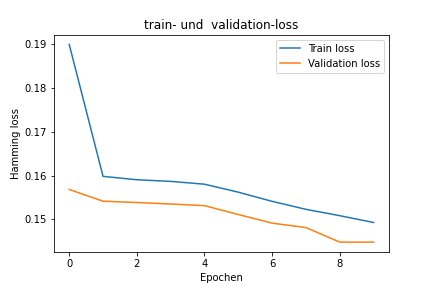 train- und  validation-loss
Train loss
Validation loss
Hamming loss
0.19
0.18
0.17
0.16
0.15
0 2 4 6 8
Epochen